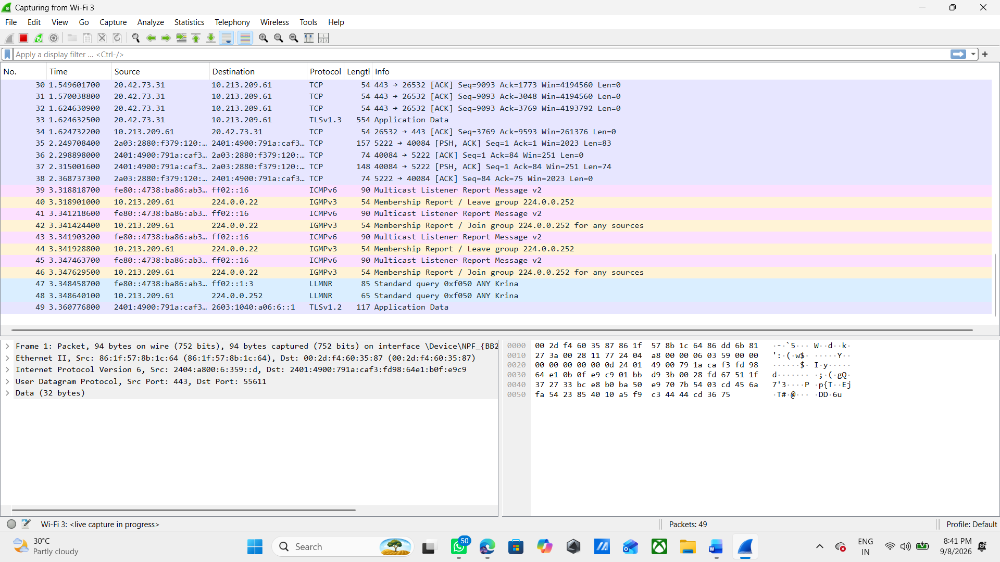 Capturing from Wi-Fi 3
File Edit View Go Capture Analyze Statistics Telephony Wireless Tools Help
Apply a display filter … <Ctrl-/>
No. Time Source Destination Protocol Length Info
30 1.549601700 20.42.73.31 10.213.209.61 TCP 54 443 → 26532 [ACK] Seq=9093 Ack=1773 Win=4194560 Len=0
31 1.570038800 20.42.73.31 10.213.209.61 TCP 54 443 → 26532 [ACK] Seq=9093 Ack=3048 Win=4194560 Len=0
32 1.624630900 20.42.73.31 10.213.209.61 TCP 54 443 → 26532 [ACK] Seq=9093 Ack=3769 Win=4193792 Len=0
33 1.624632500 20.42.73.31 10.213.209.61 TLSv1.3 554 Application Data
34 1.624732200 10.213.209.61 20.42.73.31 TCP 54 26532 → 443 [ACK] Seq=3769 Ack=9593 Win=261376 Len=0
35 2.249708400 2a03:2880:f379:120:… 2401:4900:791a:caf3… TCP 157 5222 → 40084 [PSH, ACK] Seq=1 Ack=1 Win=2023 Len=83
36 2.298898000 2401:4900:791a:caf3… 2a03:2880:f379:120:… TCP 74 40084 → 5222 [ACK] Seq=1 Ack=84 Win=251 Len=0
37 2.315001600 2401:4900:791a:caf3… 2a03:2880:f379:120:… TCP 148 40084 → 5222 [PSH, ACK] Seq=1 Ack=84 Win=251 Len=74
38 2.368737300 2a03:2880:f379:120:… 2401:4900:791a:caf3… TCP 74 5222 → 40084 [ACK] Seq=84 Ack=75 Win=2023 Len=0
39 3.318818700 fe80::4738:ba86:ab3… ff02::16 ICMPv6 90 Multicast Listener Report Message v2
40 3.318901000 10.213.209.61 224.0.0.22 IGMPv3 54 Membership Report / Leave group 224.0.0.252
41 3.341218600 fe80::4738:ba86:ab3… ff02::16 ICMPv6 90 Multicast Listener Report Message v2
42 3.341424400 10.213.209.61 224.0.0.22 IGMPv3 54 Membership Report / Join group 224.0.0.252 for any sources
43 3.341903200 fe80::4738:ba86:ab3… ff02::16 ICMPv6 90 Multicast Listener Report Message v2
44 3.341928800 10.213.209.61 224.0.0.22 IGMPv3 54 Membership Report / Leave group 224.0.0.252
45 3.347463700 fe80::4738:ba86:ab3… ff02::16 ICMPv6 90 Multicast Listener Report Message v2
46 3.347629500 10.213.209.61 224.0.0.22 IGMPv3 54 Membership Report / Join group 224.0.0.252 for any sources
47 3.348458700 fe80::4738:ba86:ab3… ff02::1:3 LLMNR 85 Standard query 0xf050 ANY Krina
48 3.348640100 10.213.209.61 224.0.0.252 LLMNR 65 Standard query 0xf050 ANY Krina
49 3.360776800 2401:4900:791a:caf3… 2603:1040:a06:6::1 TLSv1.2 117 Application Data
Frame 1: Packet, 94 bytes on wire (752 bits), 94 bytes captured (752 bits) on interface \Device\NPF_{BB2
Ethernet II, Src: 86:1f:57:8b:1c:64 (86:1f:57:8b:1c:64), Dst: 00:2d:f4:60:35:87 (00:2d:f4:60:35:87)
Internet Protocol Version 6, Src: 2404:a800:6:359::d, Dst: 2401:4900:791a:caf3:fd98:64e1:b0f:e9c9
User Datagram Protocol, Src Port: 443, Dst Port: 55611
Data (32 bytes)
0000 00 2d f4 60 35 87 86 1f 57 8b 1c 64 86 dd 6b 81 ·-·`5··· W··d··k·
0010 27 3a 00 28 11 77 24 04 a8 00 00 06 03 59 00 00 ':·(·w$· ·····Y··
0020 00 00 00 00 00 0d 24 01 49 00 79 1a ca f3 fd 98 ······$· I·y·····
0030 64 e1 0b 0f e9 c9 01 bb d9 3b 00 28 fd 67 51 1f d······· ·;·(·gQ·
0040 37 27 33 bc e8 b0 ba 50 e9 70 7b 54 03 cd 45 6a 7'3····P ·p{T··Ej
0050 fa 54 23 85 40 10 a5 f9 c3 44 44 cd 36 75 ·T#·@··· ·DD·6u
Wi-Fi 3: <live capture in progress>
Packets: 49
Profile: Default
30°C
Partly cloudy
Search
50
ENG
IN
8:41 PM
9/8/2026